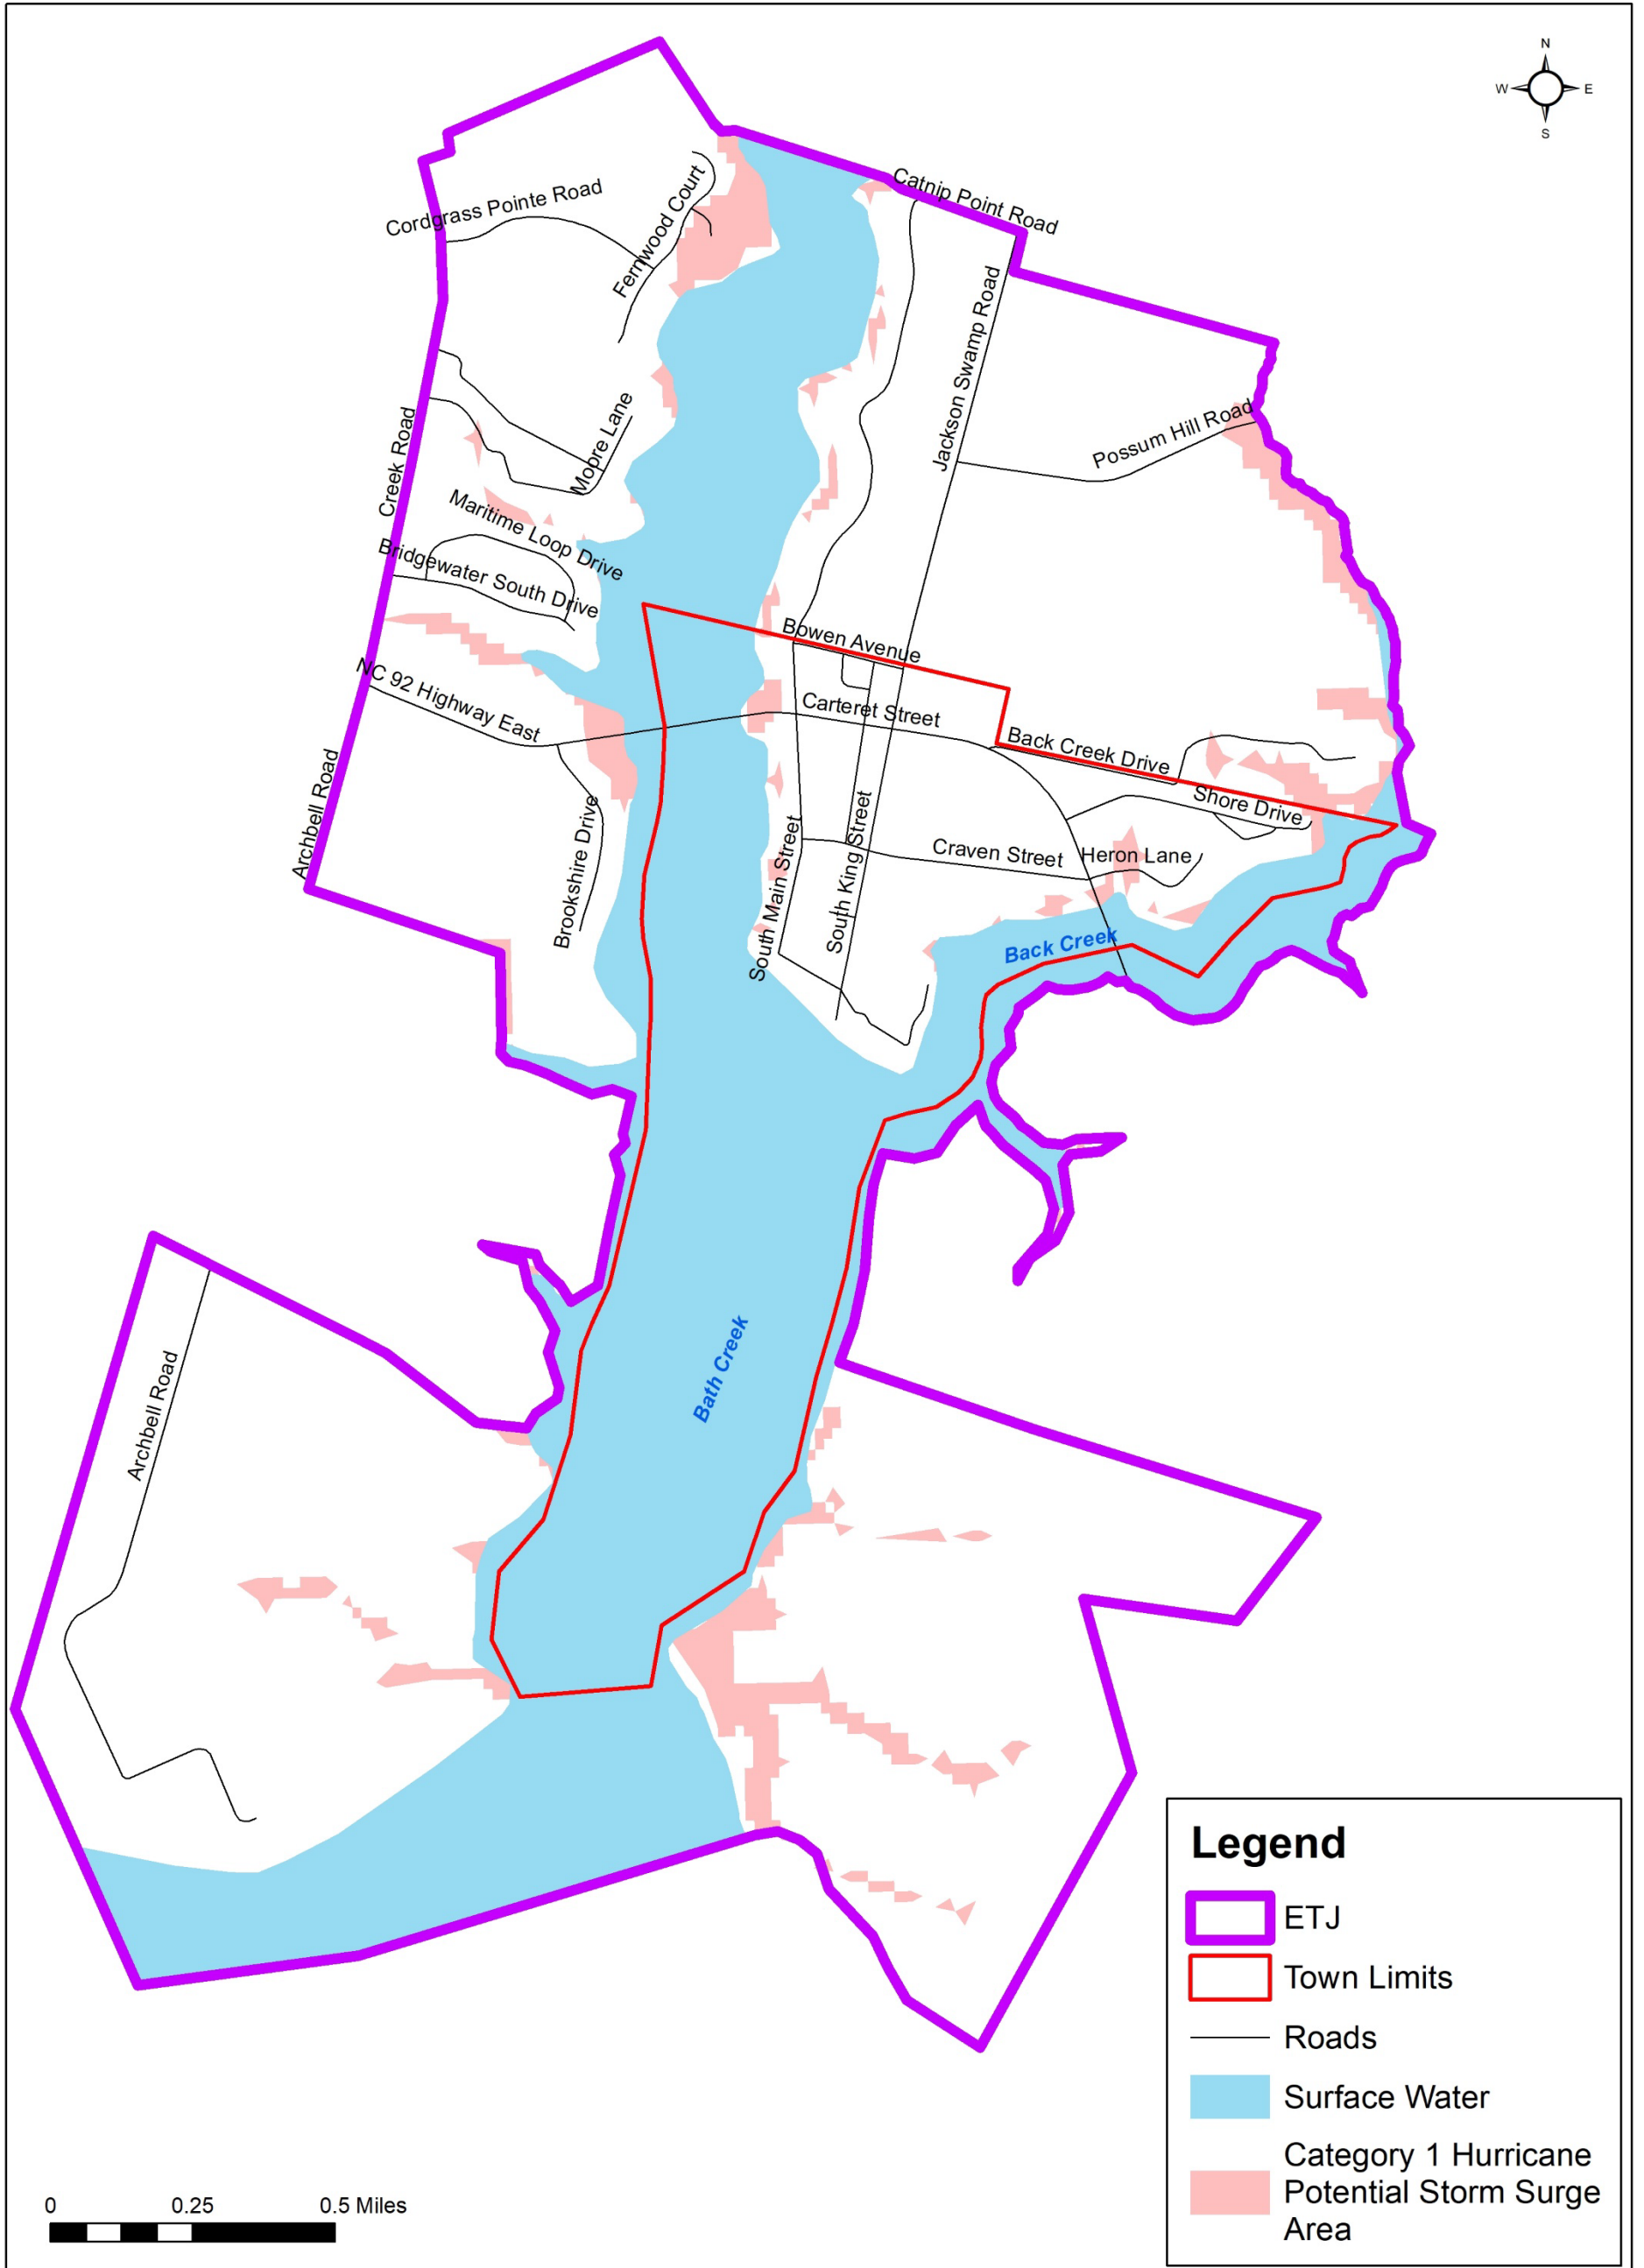 N
W
E
S
Catnip Point Road
Cordgrass Pointe Road
Fernwood Court
Jackson Swamp Road
Possum Hill Road
Moore Lane
Creek Road
Maritime Loop Drive
Bridgewater South Drive
Bowen Avenue
NC 92 Highway East
Carteret Street
Back Creek Drive
Shore Drive
Archbell Road
Brookshire Drive
South Main Street
South King Street
Craven Street
Heron Lane
Back Creek
Bath Creek
Archbell Road
Legend
ETJ
Town Limits
Roads
Surface Water
Category 1 Hurricane
Potential Storm Surge
Area
0
0.25
0.5 Miles